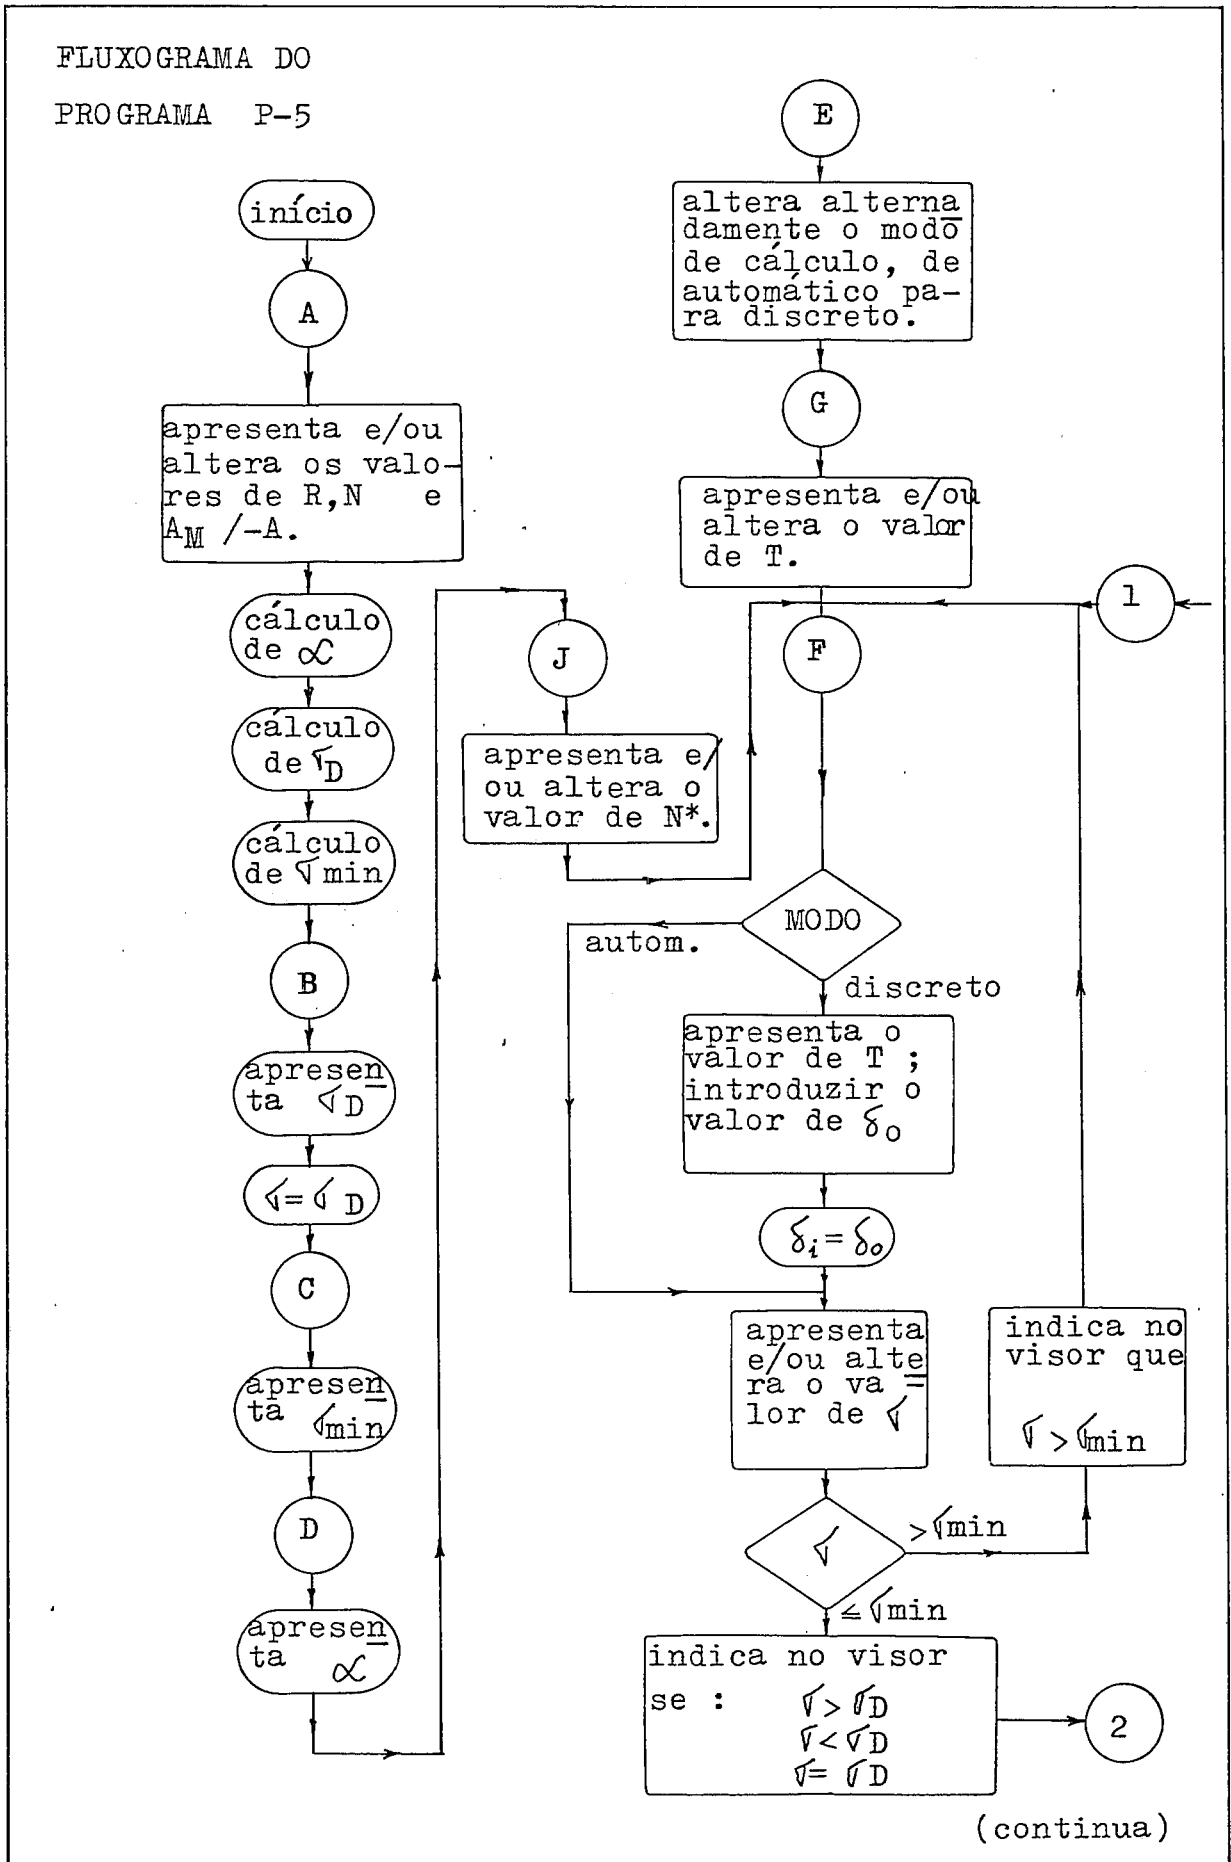 FLUXOGRAMA DO
PROGRAMA P-5
início
A
apresenta e/ou
altera os valo-
res de R,N e
A_M /-A.
cálculo
de α
cálculo
de σ_D
cálculo
de σ min
B
apresen
ta σ_D
σ = σ_D
C
apresen
ta σ_min
D
apresen
ta α
J
apresenta e/
ou altera o
valor de N*.
E
altera alterna
damente o modo
de cálculo, de
automático pa-
ra discreto.
G
apresenta e/ou
altera o valor
de T.
1
F
MODO
autom.
discreto
apresenta o
valor de T ;
introduzir o
valor de δ_o
δ_i = δ_o
apresenta
e/ou alte
ra o va =
lor de σ
indica no
visor que
σ > σ_min
σ
> σ min
≤ σ min
indica no visor
se : σ > σ_D
σ < σ_D
σ = σ_D
2
(continua)